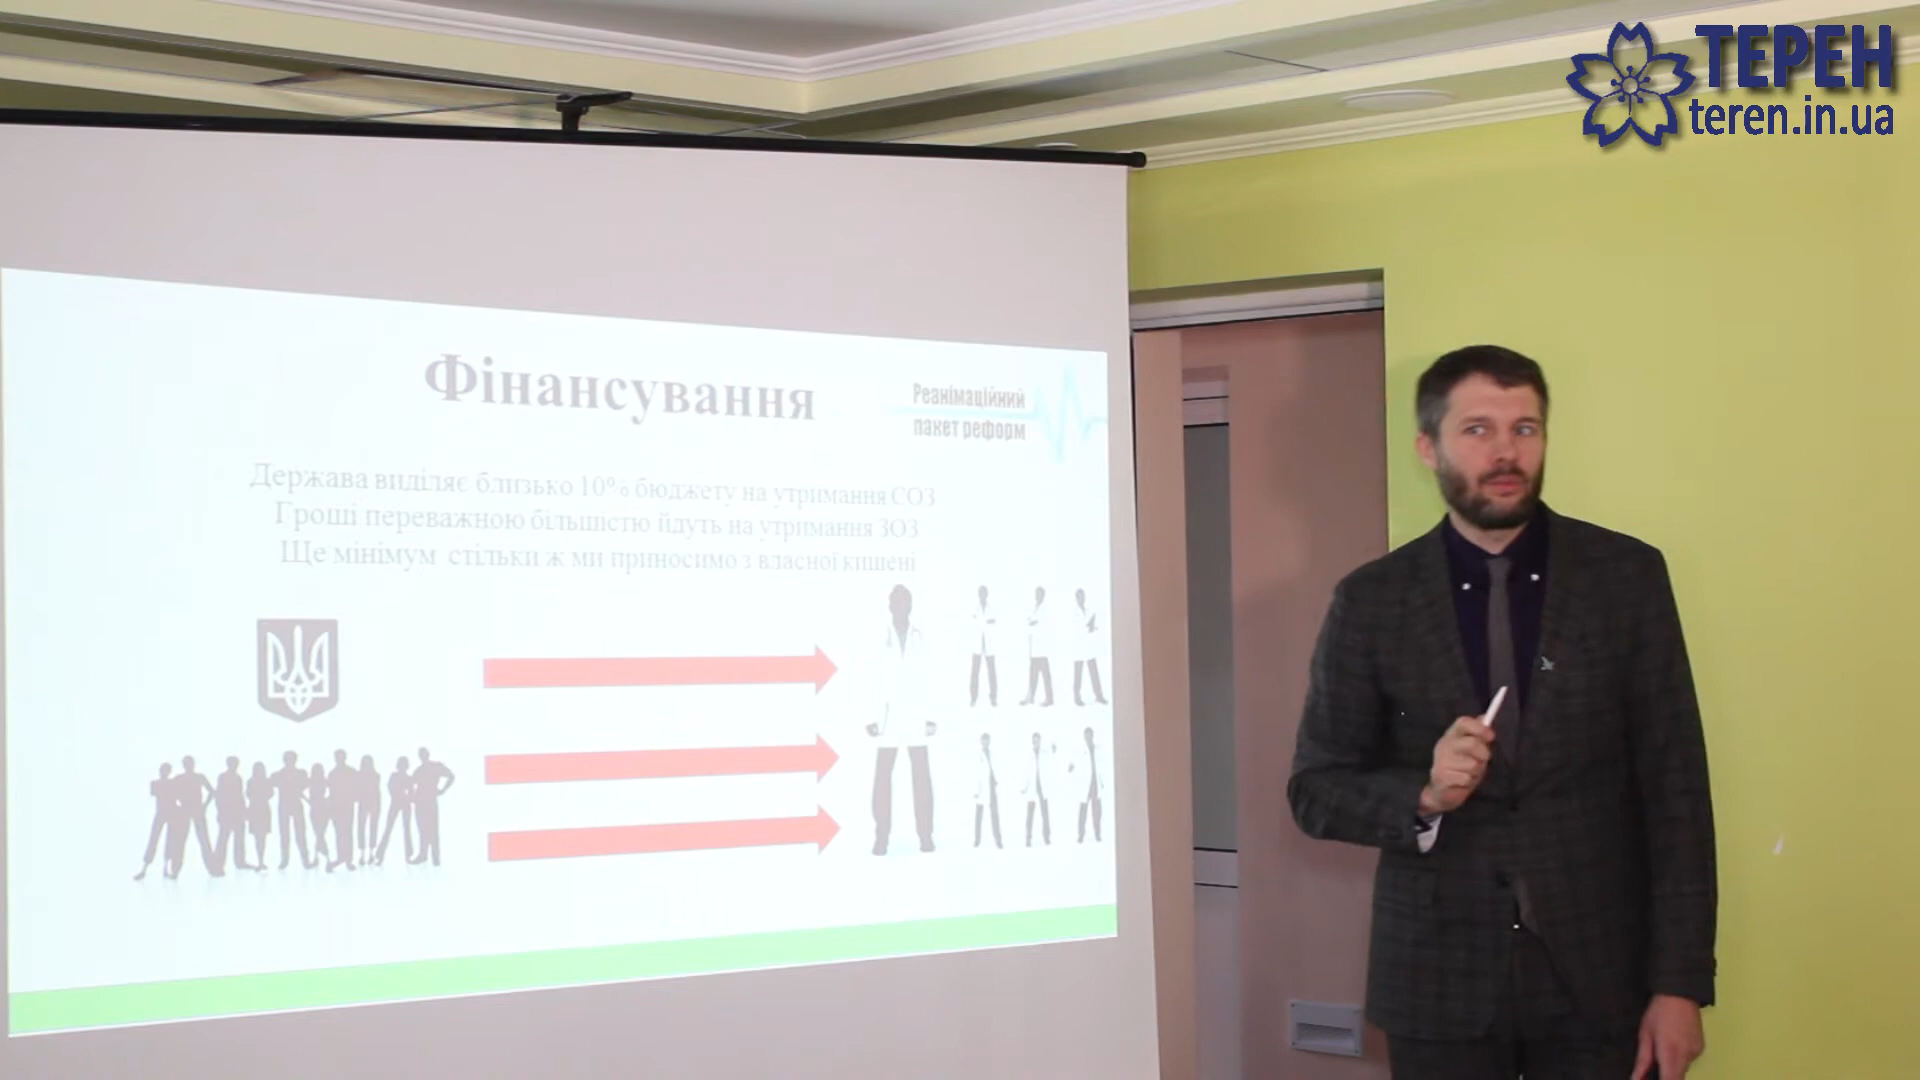 ТЕРЕН
teren.in.ua
Фінансування
Реанімаційний
пакет реформ
Держава виділяє близько 10% бюджету на утримання СОЗ
Гроші переважною більшістю йдуть на утримання ЗОЗ
Ще мінімум стільки ж ми приносимо з власної кишені